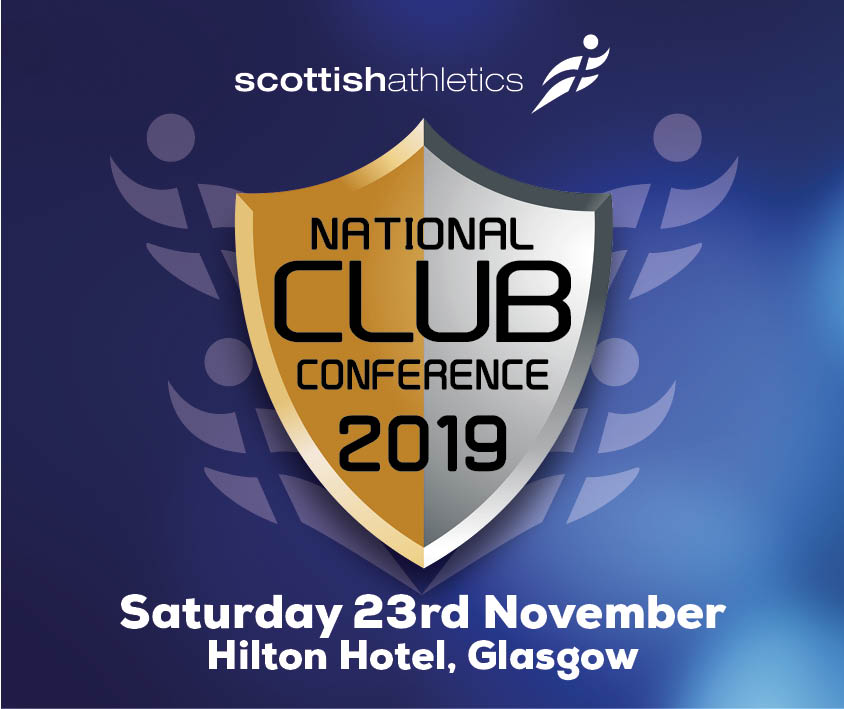 scottishathletics
NATIONAL
CLUB
CONFERENCE
2019
Saturday 23rd November
Hilton Hotel, Glasgow